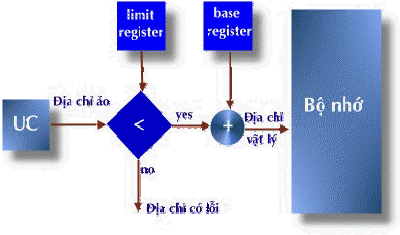 limit
register
base
register
Địa chỉ ảo
UC
<
yes
+
Địa chỉ
vật lý
Bộ nhớ
no
Địa chỉ có lỗi